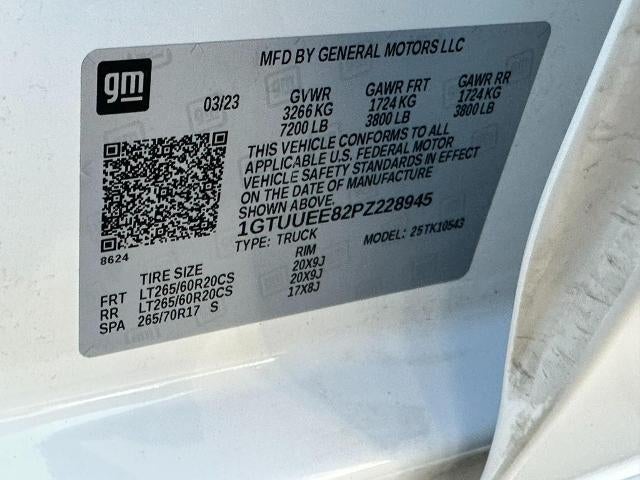 gm
MFD BY GENERAL MOTORS LLC
03/23 GVWR GAWR FRT GAWR RR
3266 KG 1724 KG 1724 KG
7200 LB 3800 LB 3800 LB
THIS VEHICLE CONFORMS TO ALL
APPLICABLE U.S. FEDERAL MOTOR
VEHICLE SAFETY STANDARDS IN EFFECT
ON THE DATE OF MANUFACTURE
SHOWN ABOVE.
1GTUUEE82PZ228945
TYPE: TRUCK MODEL: 25TK10543
8624
TIRE SIZE RIM
FRT LT265/60R20CS 20X9J
RR LT265/60R20CS 20X9J
SPA 265/70R17 S 17X8J